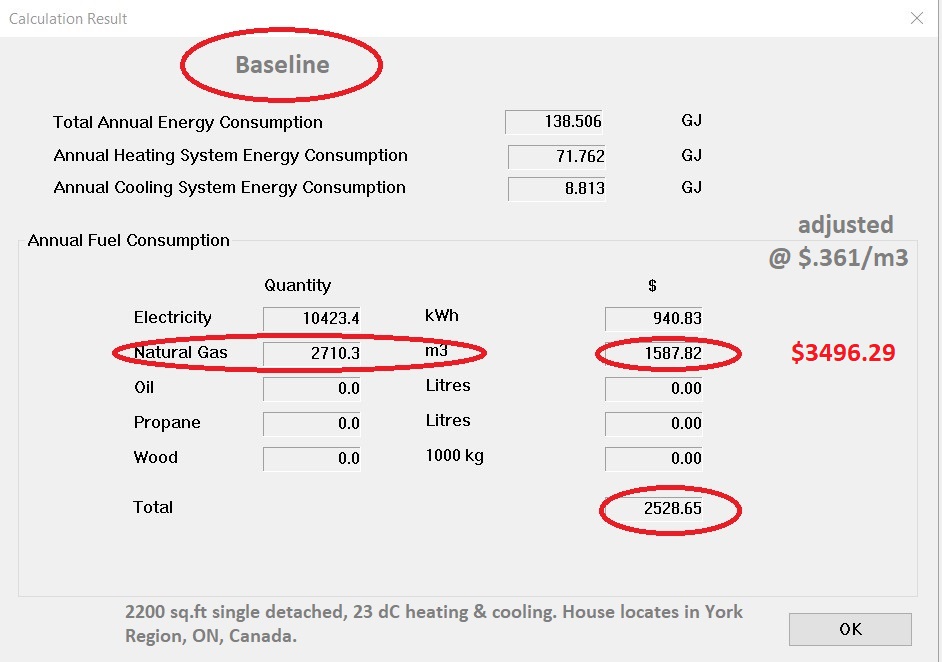 Calculation Result
Baseline
Total Annual Energy Consumption 138.506 GJ
Annual Heating System Energy Consumption 71.762 GJ
Annual Cooling System Energy Consumption 8.813 GJ
adjusted
@ $.361/m3
Annual Fuel Consumption
Quantity $
Electricity 10423.4 kWh 940.83
Natural Gas 2710.3 m3 1587.82 $3496.29
Oil 0.0 Litres 0.00
Propane 0.0 Litres 0.00
Wood 0.0 1000 kg 0.00
Total 2528.65
2200 sq.ft single detached, 23 dC heating & cooling. House locates in York
Region, ON, Canada.
OK